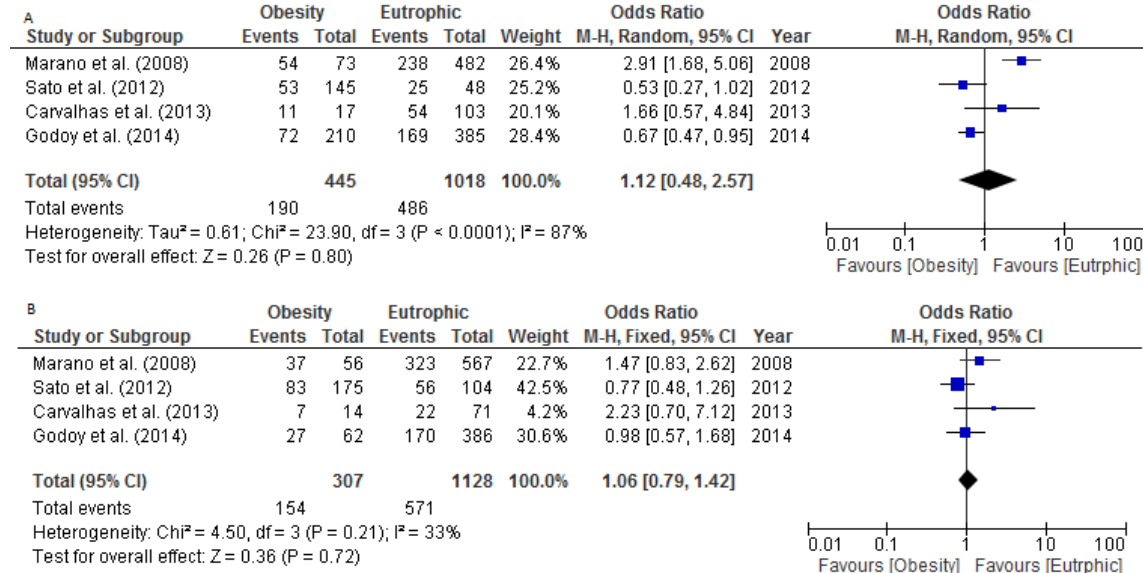 A
Obesity Eutrophic Odds Ratio Odds Ratio
Study or Subgroup Events Total Events Total Weight M-H, Random, 95% CI Year M-H, Random, 95% CI
Marano et al. (2008) 54 73 238 482 26.4% 2.91 [1.68, 5.06] 2008
Sato et al. (2012) 53 145 25 48 25.2% 0.53 [0.27, 1.02] 2012
Carvalhas et al. (2013) 11 17 54 103 20.1% 1.66 [0.57, 4.84] 2013
Godoy et al. (2014) 72 210 169 385 28.4% 0.67 [0.47, 0.95] 2014
Total (95% CI) 445 1018 100.0% 1.12 [0.48, 2.57]
Total events 190 486
Heterogeneity: Tau² = 0.61; Chi² = 23.90, df = 3 (P < 0.0001); I² = 87%
Test for overall effect: Z = 0.26 (P = 0.80)
0.01 0.1 1 10 100
Favours [Obesity] Favours [Eutrphic]
B
Obesity Eutrophic Odds Ratio Odds Ratio
Study or Subgroup Events Total Events Total Weight M-H, Fixed, 95% CI Year M-H, Fixed, 95% CI
Marano et al. (2008) 37 56 323 567 22.7% 1.47 [0.83, 2.62] 2008
Sato et al. (2012) 83 175 56 104 42.5% 0.77 [0.48, 1.26] 2012
Carvalhas et al. (2013) 7 14 22 71 4.2% 2.23 [0.70, 7.12] 2013
Godoy et al. (2014) 27 62 170 386 30.6% 0.98 [0.57, 1.68] 2014
Total (95% CI) 307 1128 100.0% 1.06 [0.79, 1.42]
Total events 154 571
Heterogeneity: Chi² = 4.50, df = 3 (P = 0.21); I² = 33%
Test for overall effect: Z = 0.36 (P = 0.72)
0.01 0.1 1 10 100
Favours [Obesity] Favours [Eutrphic]